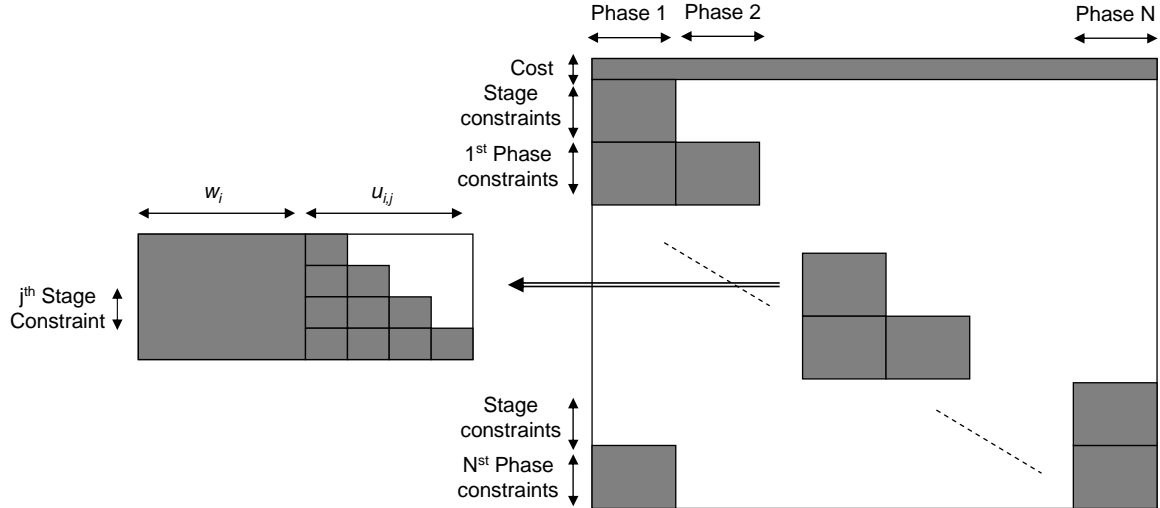 Phase 1
Phase 2
Phase N
Cost
Stage
constraints
1st Phase
constraints
wi
ui,j
jth Stage
Constraint
Stage
constraints
Nst Phase
constraints